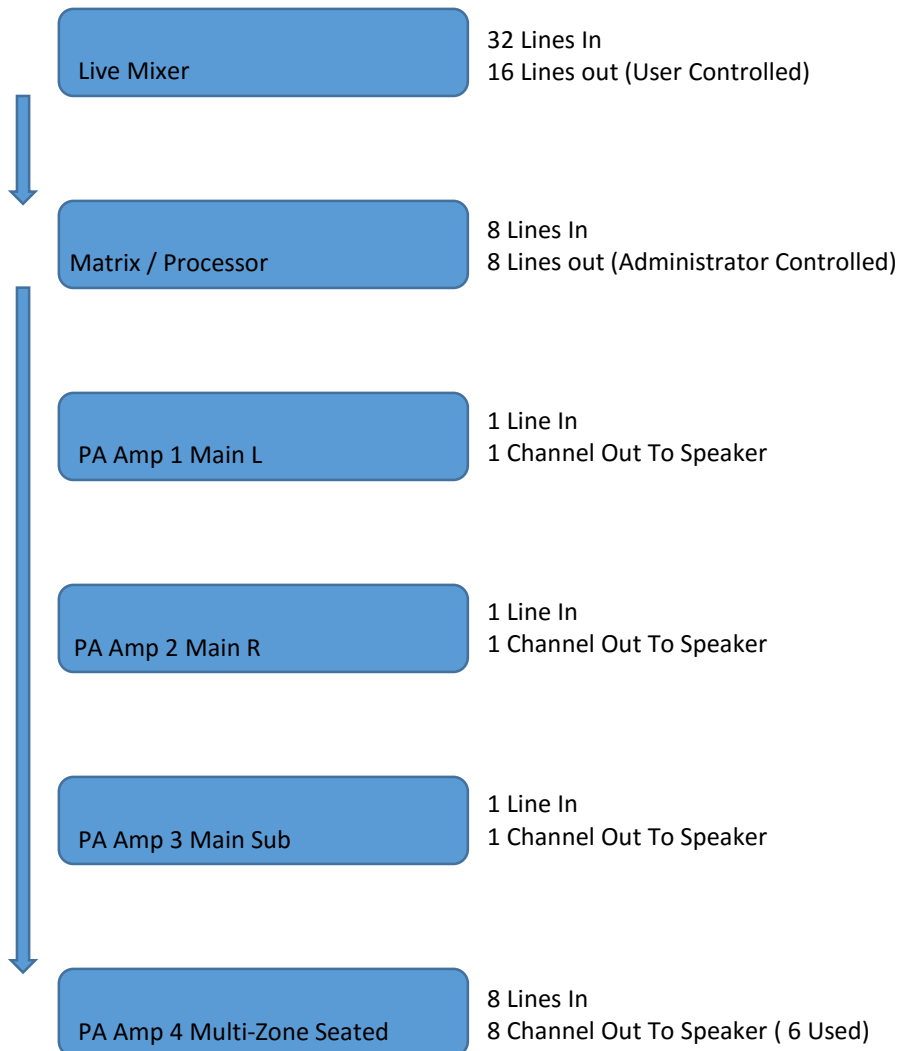 32 Lines In
Live Mixer
16 Lines out (User Controlled)
8 Lines In
Matrix / Processor
8 Lines out (Administrator Controlled)
1 Line In
PA Amp 1 Main L
1 Channel Out To Speaker
1 Line In
PA Amp 2 Main R
1 Channel Out To Speaker
1 Line In
PA Amp 3 Main Sub
1 Channel Out To Speaker
8 Lines In
PA Amp 4 Multi-Zone Seated
8 Channel Out To Speaker ( 6 Used)